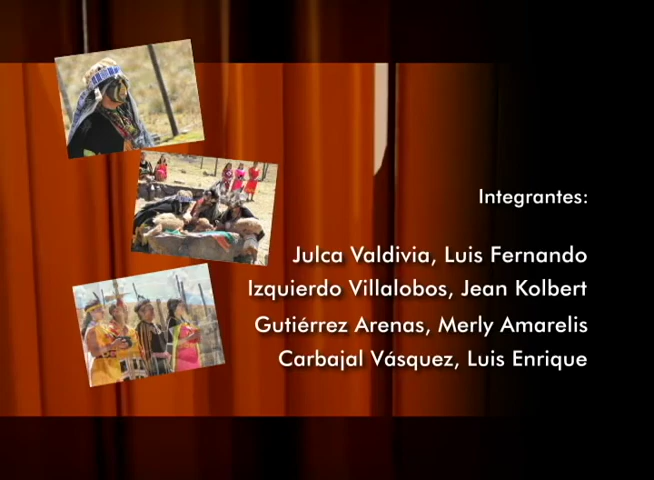 Integrantes:
Julca Valdivia, Luis Fernando
Izquierdo Villalobos, Jean Kolbert
Gutiérrez Arenas, Merly Amarelis
Carbajal Vásquez, Luis Enrique